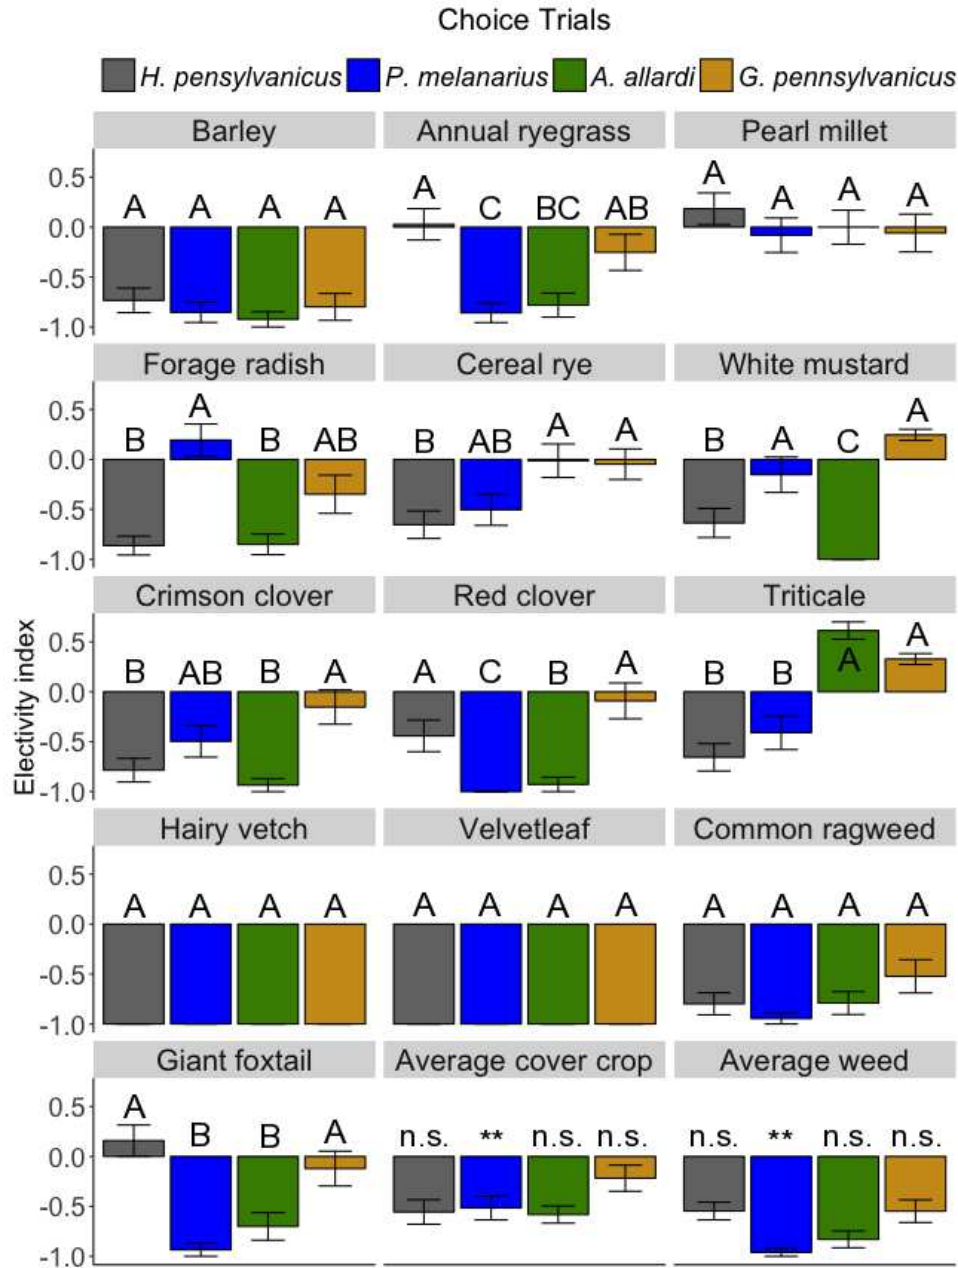 Choice Trials
H. pensylvanicus P. melanarius A. allardi G. pennsylvanicus
Barley Annual ryegrass Pearl millet
0.5
0.0
-0.5
-1.0
A A A A
A C BC AB
A A A A
Forage radish Cereal rye White mustard
0.5
0.0
-0.5
-1.0
B A B AB
B AB A A
B A C A
Crimson clover Red clover Triticale
0.5
0.0
-0.5
-1.0
B AB B A
A C B A
B B A A
Hairy vetch Velvetleaf Common ragweed
0.5
0.0
-0.5
-1.0
A A A A
A A A A
A A A A
Giant foxtail Average cover crop Average weed
0.5
0.0
-0.5
-1.0
A B B A
n.s. ** n.s. n.s.
n.s. ** n.s. n.s.
Electivity index